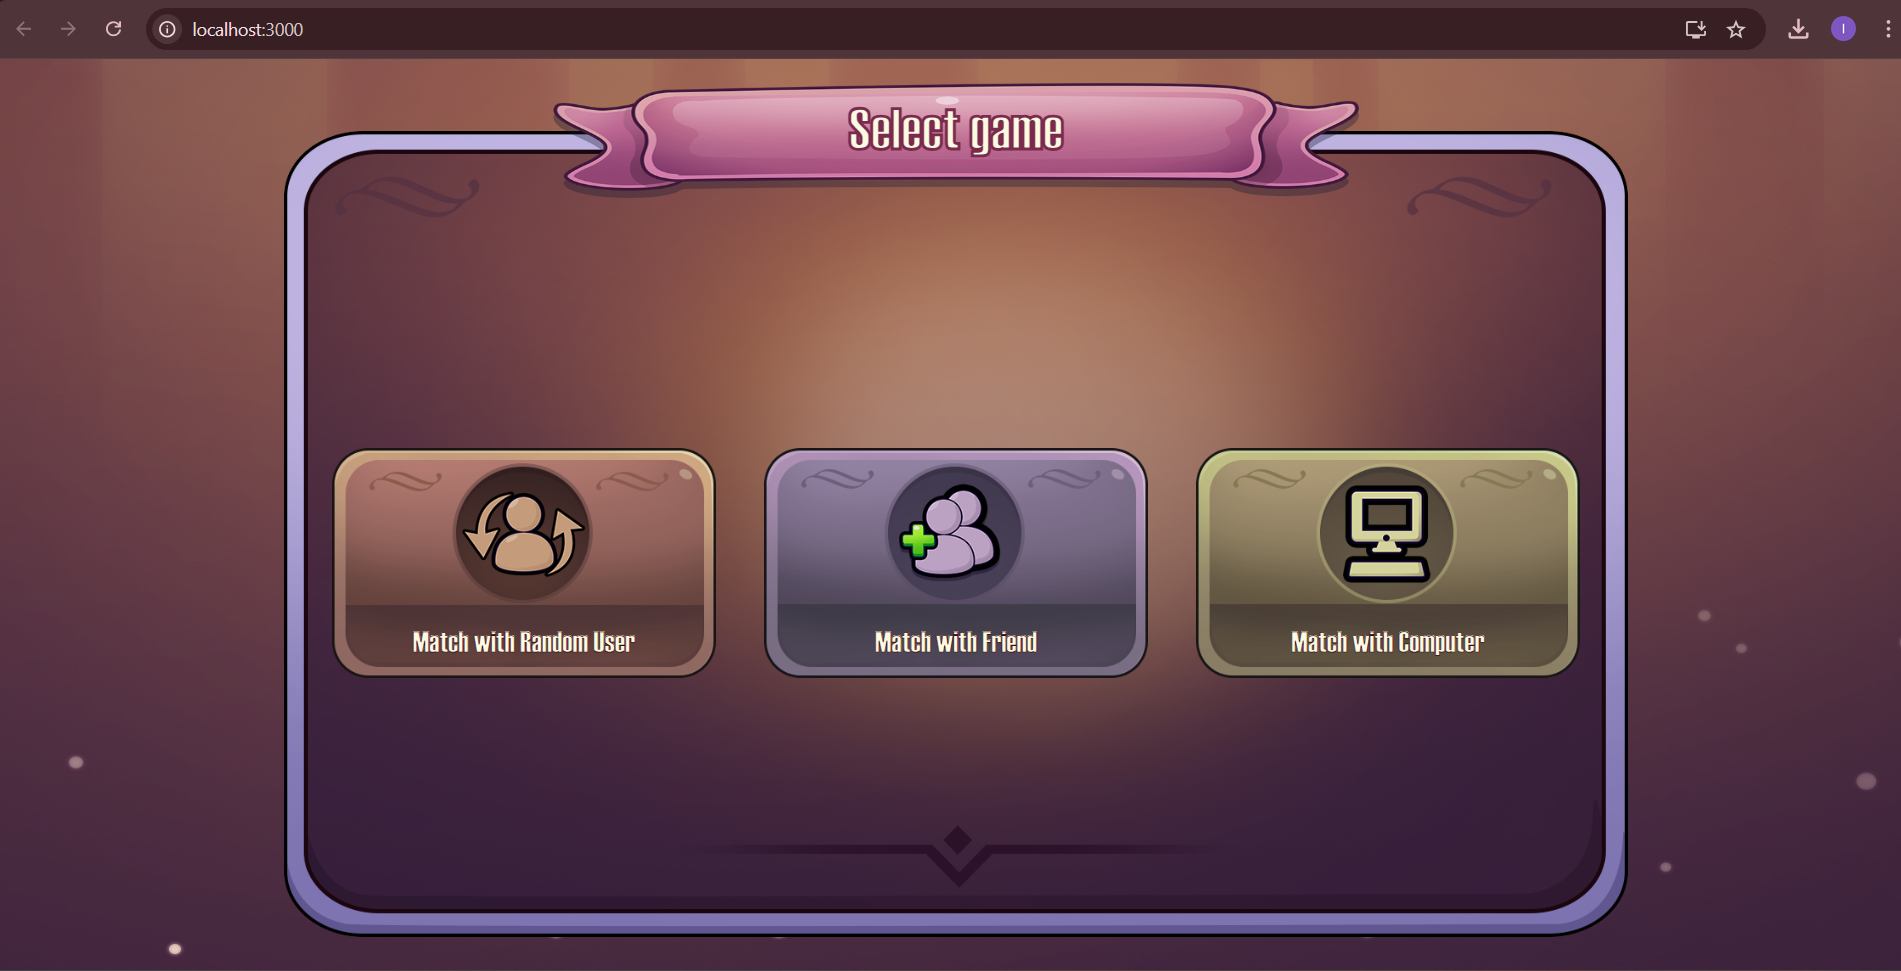 localhost:3000
I
Select game
Match with Random User
Match with Friend
Match with Computer